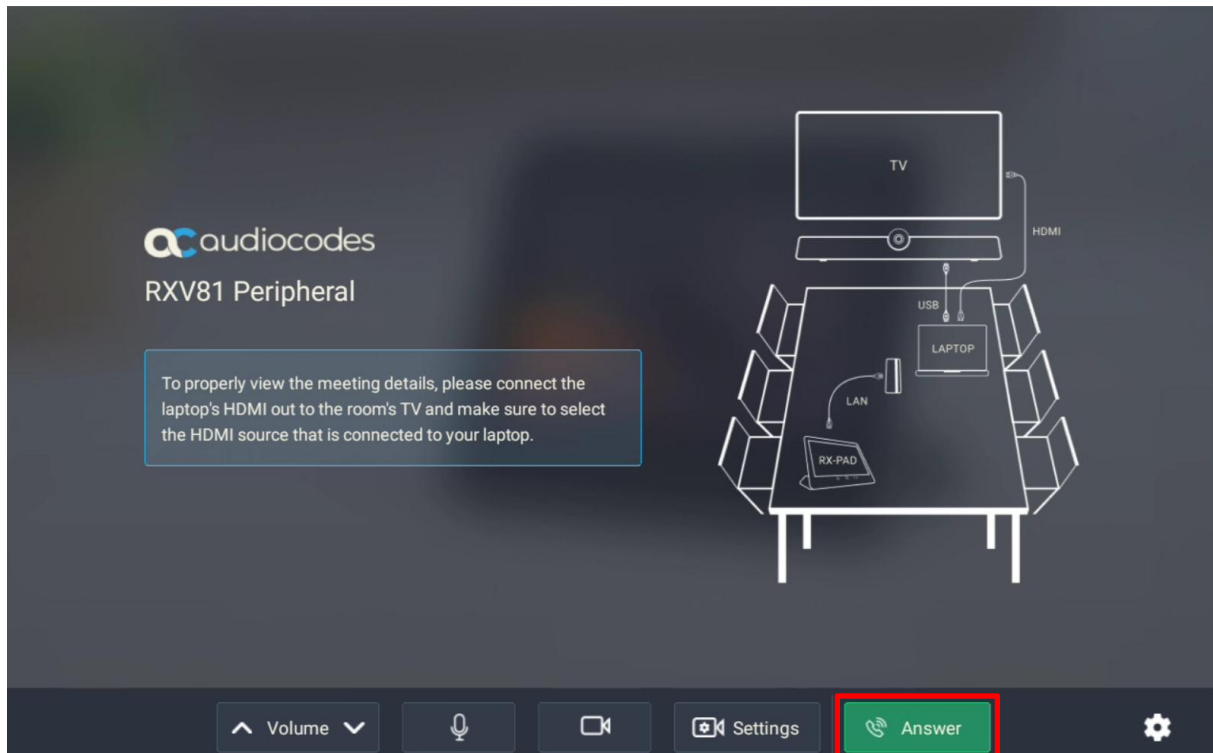 audiocodes
RXV81 Peripheral
To properly view the meeting details, please connect the
laptop's HDMI out to the room's TV and make sure to select
the HDMI source that is connected to your laptop.
TV
HDMI
USB
LAPTOP
LAN
RX-PAD
Volume
Settings
Answer